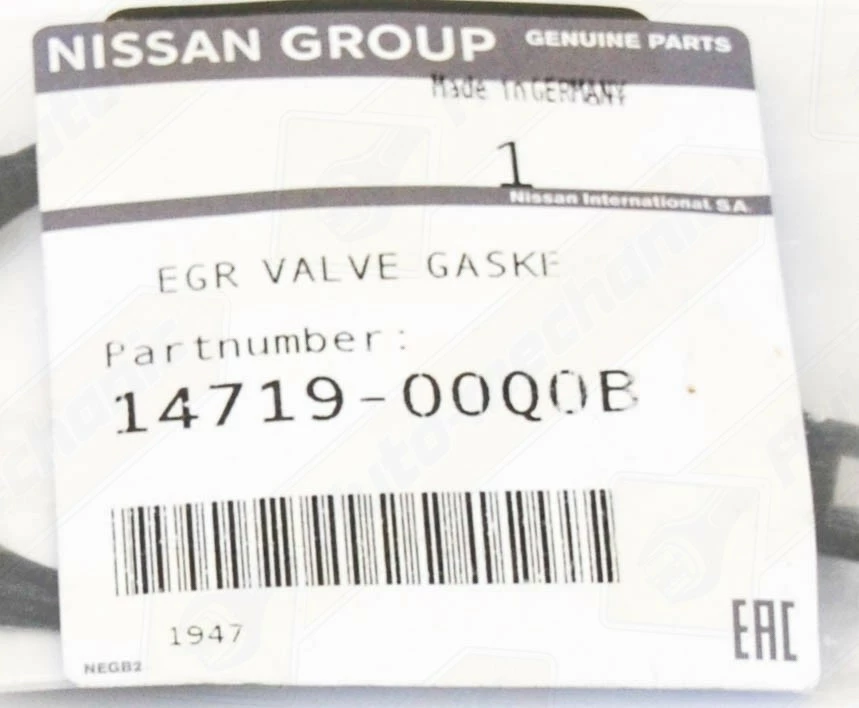 NISSAN GROUP GENUINE PARTS
Made in GERMANY
1
Nissan International SA.
EGR VALVE GASKE
Partnumber:
14719-00Q0B
1947
EAC
NEGB2